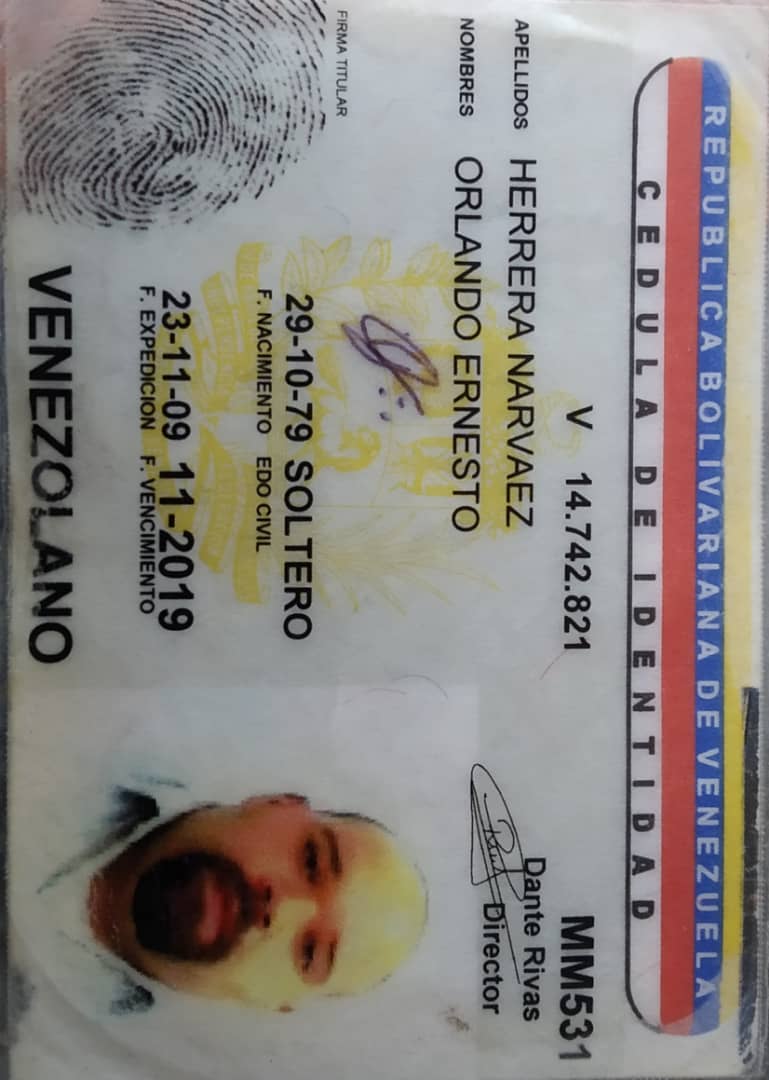 REPUBLICA BOLIVARIANA DE VENEZUELA
CEDULA DE IDENTIDAD
V 14.742.821 MM531
APELLIDOS HERRERA NARVAEZ
Dante Rivas
Director
NOMBRES ORLANDO ERNESTO
FIRMA TITULAR
29-10-79 SOLTERO
F. NACIMIENTO EDO CIVIL
23-11-09 11-2019
F. EXPEDICION F. VENCIMIENTO
VENEZOLANO